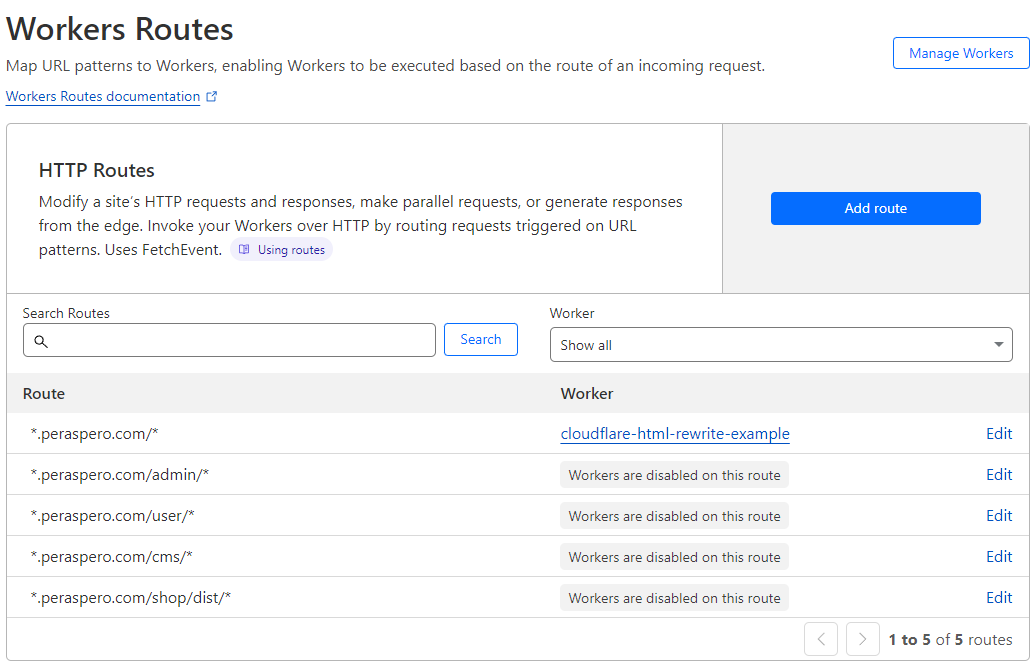 Workers Routes
Map URL patterns to Workers, enabling Workers to be executed based on the route of an incoming request.
Manage Workers
Workers Routes documentation
HTTP Routes
Modify a site's HTTP requests and responses, make parallel requests, or generate responses
from the edge. Invoke your Workers over HTTP by routing requests triggered on URL
patterns. Uses FetchEvent. Using routes
Add route
Search Routes
Search
Worker
Show all
Route Worker
*.peraspero.com/* cloudflare-html-rewrite-example Edit
*.peraspero.com/admin/* Workers are disabled on this route Edit
*.peraspero.com/user/* Workers are disabled on this route Edit
*.peraspero.com/cms/* Workers are disabled on this route Edit
*.peraspero.com/shop/dist/* Workers are disabled on this route Edit
1 to 5 of 5 routes